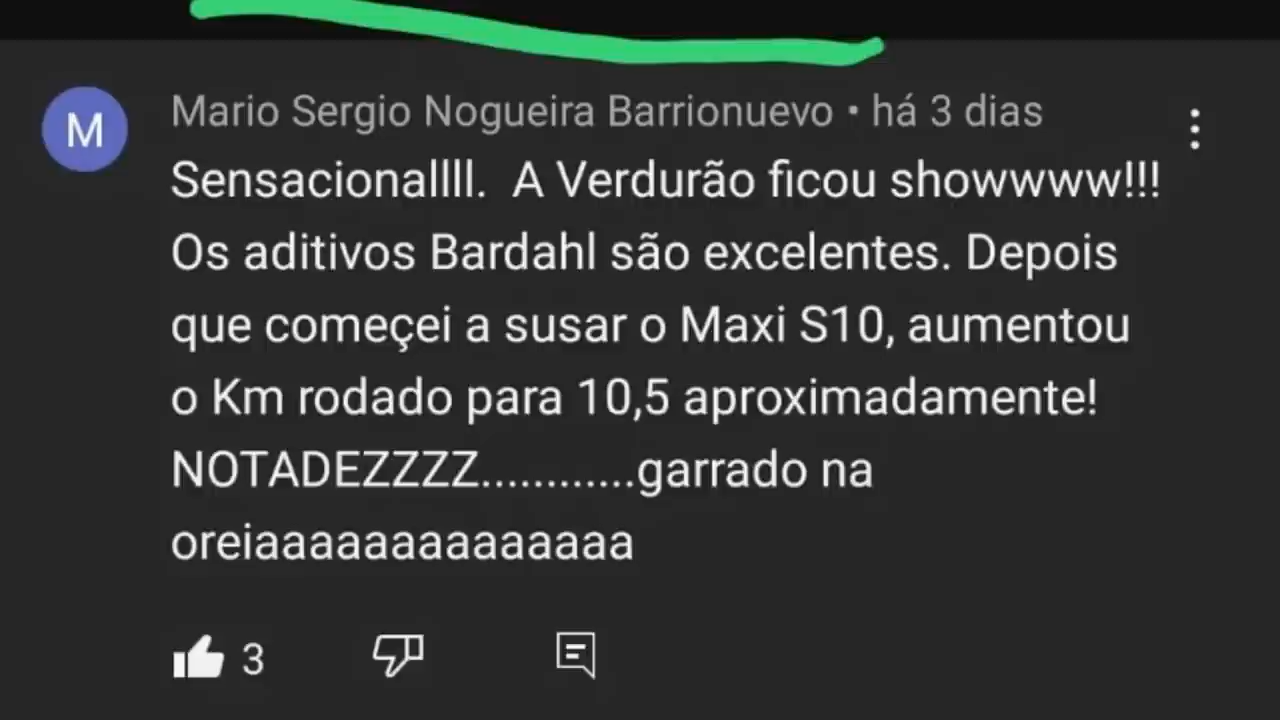 M
Mario Sergio Nogueira Barrionuevo • há 3 dias
Sensacionallll. A Verdurão ficou showwww!!!
Os aditivos Bardahl são excelentes. Depois
que começei a susar o Maxi S10, aumentou
o Km rodado para 10,5 aproximadamente!
NOTADEZZZZ............garrado na
oreiaaaaaaaaaaaaaaa
3